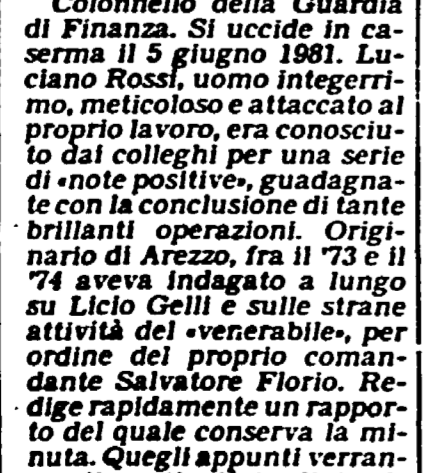 Colonnello della Guardia
di Finanza. Si uccide in ca-
serma il 5 giugno 1981. Lu-
ciano Rossi, uomo integerri-
mo, meticoloso e attaccato al
proprio lavoro, era conosciu-
to dai colleghi per una serie
di «note positive», guadagna-
te con la conclusione di tante
brillanti operazioni. Origi-
nario di Arezzo, fra il '73 e il
'74 aveva indagato a lungo
su Licio Gelli e sulle strane
attività del «venerabile», per
ordine del proprio coman-
dante Salvatore Florio. Re-
dige rapidamente un rappor-
to del quale conserva la mi-
nuta. Quegli appunti verran-